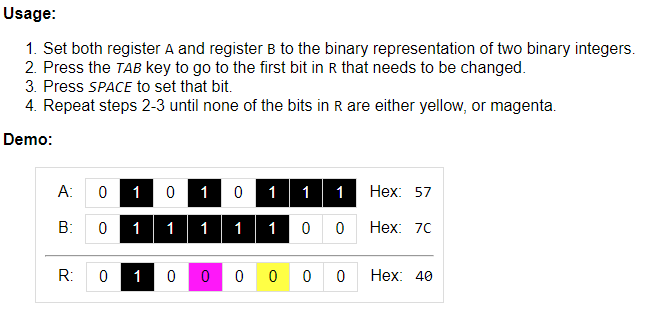 Usage:
1. Set both register A and register B to the binary representation of two binary integers.
2. Press the TAB key to go to the first bit in R that needs to be changed.
3. Press SPACE to set that bit.
4. Repeat steps 2-3 until none of the bits in R are either yellow, or magenta.
Demo:
A: 0 1 0 1 0 1 1 1 Hex: 57
B: 0 1 1 1 1 1 0 0 Hex: 7C
R: 0 1 0 0 0 0 0 0 Hex: 40